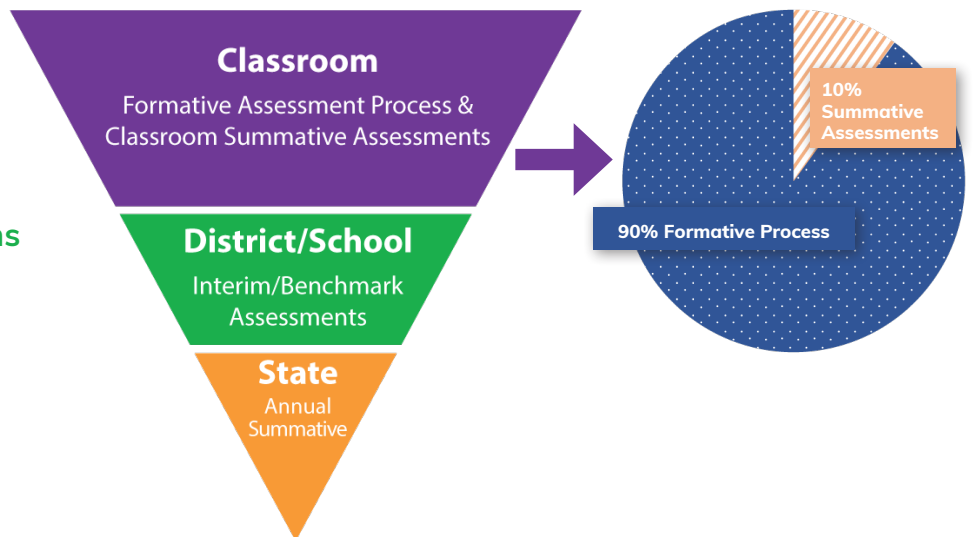 Classroom
Formative Assessment Process &
Classroom Summative Assessments
District/School
Interim/Benchmark
Assessments
State
Annual
Summative
10%
Summative
Assessments
90% Formative Process